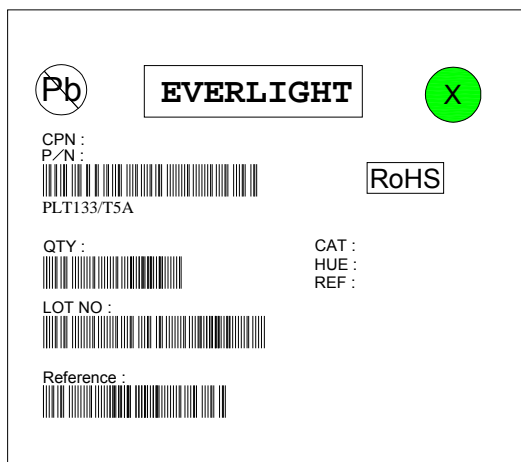 Pb
EVERLIGHT
X
CPN :
P/N :
RoHS
PLT133/T5A
QTY :
CAT :
HUE :
REF :
LOT NO :
Reference :